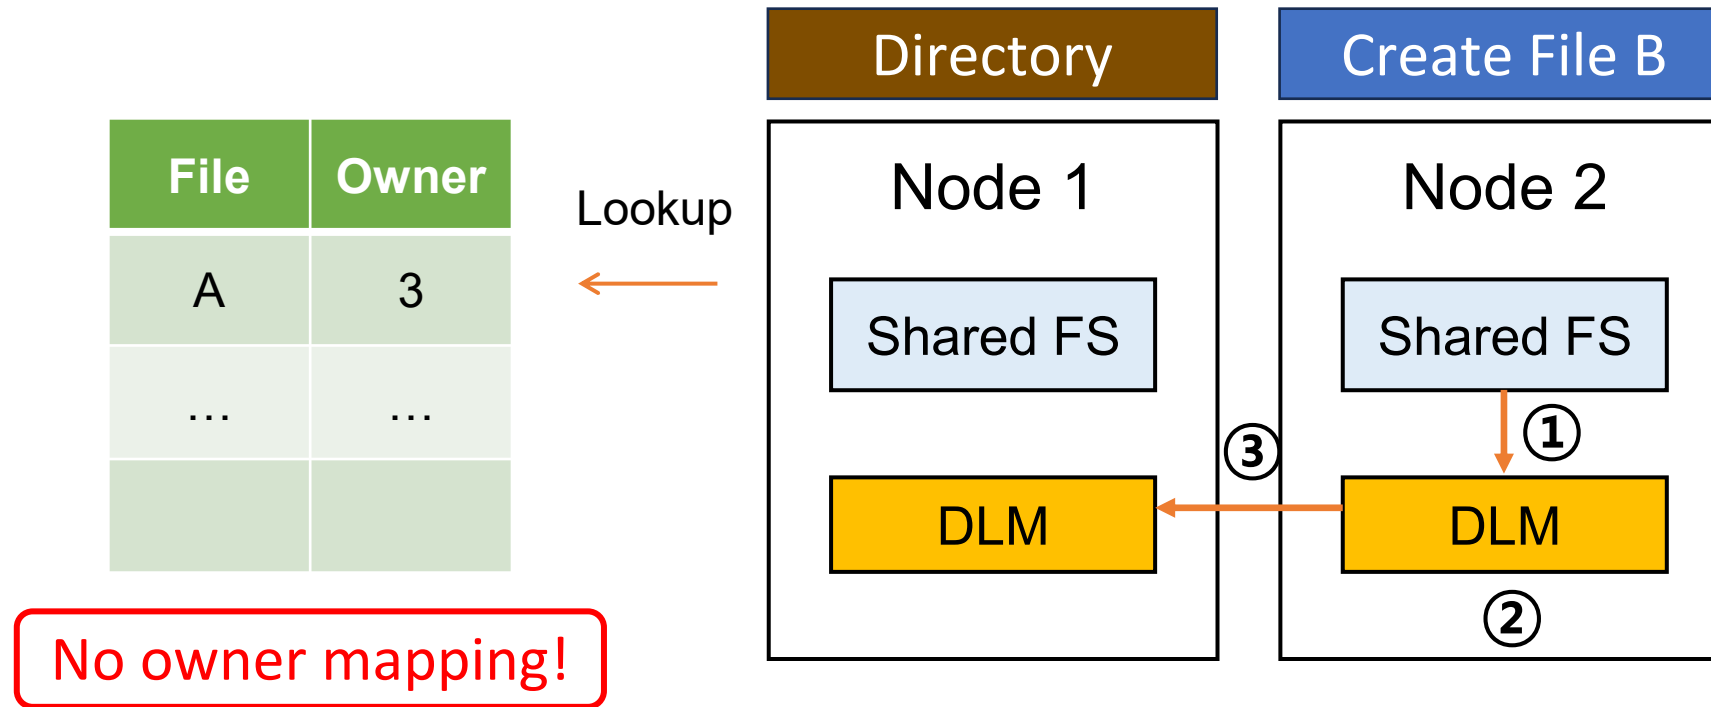 Directory
Create File B
File Owner
A 3
… …
No owner mapping!
Lookup
Node 1
Shared FS
DLM
③
Node 2
Shared FS
①
DLM
②